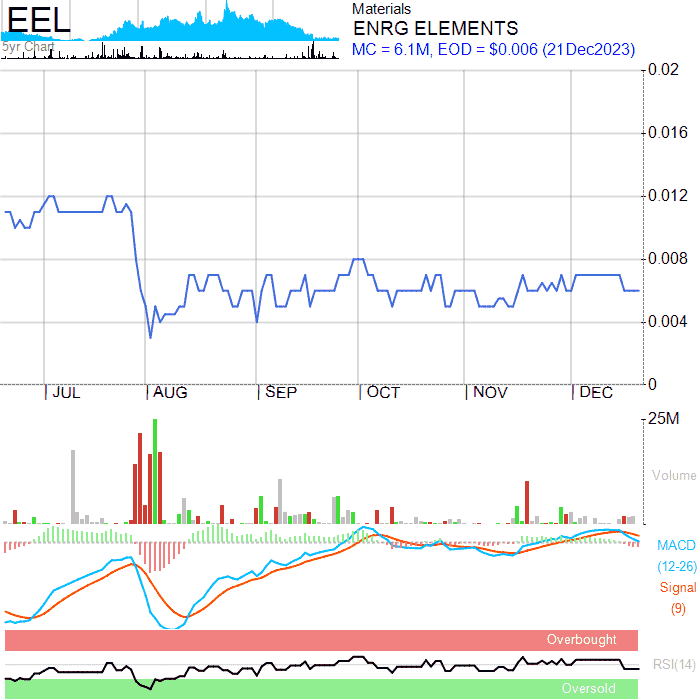 EEL
5yr Chart
Materials
ENRG ELEMENTS
MC = 6.1M, EOD = $0.006 (21Dec2023)
0.02
0.016
0.012
0.008
0.004
0
JUL AUG SEP OCT NOV DEC
25M
Volume
MACD
(12-26)
Signal
(9)
Overbought
RSI(14)
Oversold